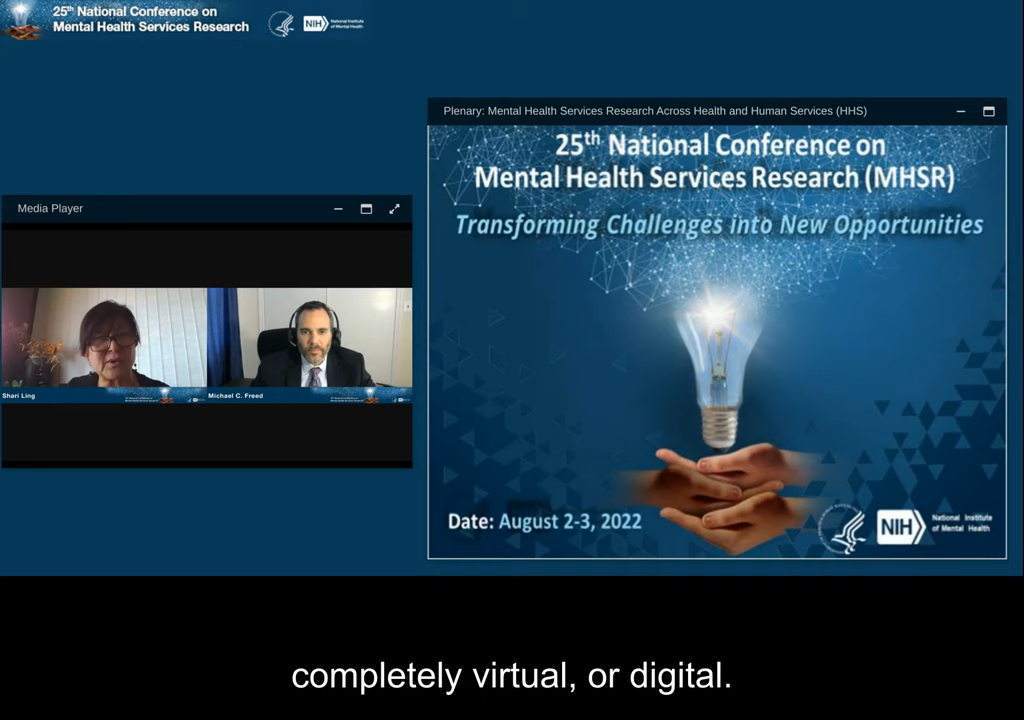 25th National Conference on
Mental Health Services Research
NIH
National Institute
of Mental Health
Plenary: Mental Health Services Research Across Health and Human Services (HHS)
25th National Conference on
Mental Health Services Research (MHSR)
Transforming Challenges into New Opportunities
Media Player
Shari Ling
Michael C. Freed
Date: August 2-3, 2022
NIH
National Institute
of Mental Health
completely virtual, or digital.